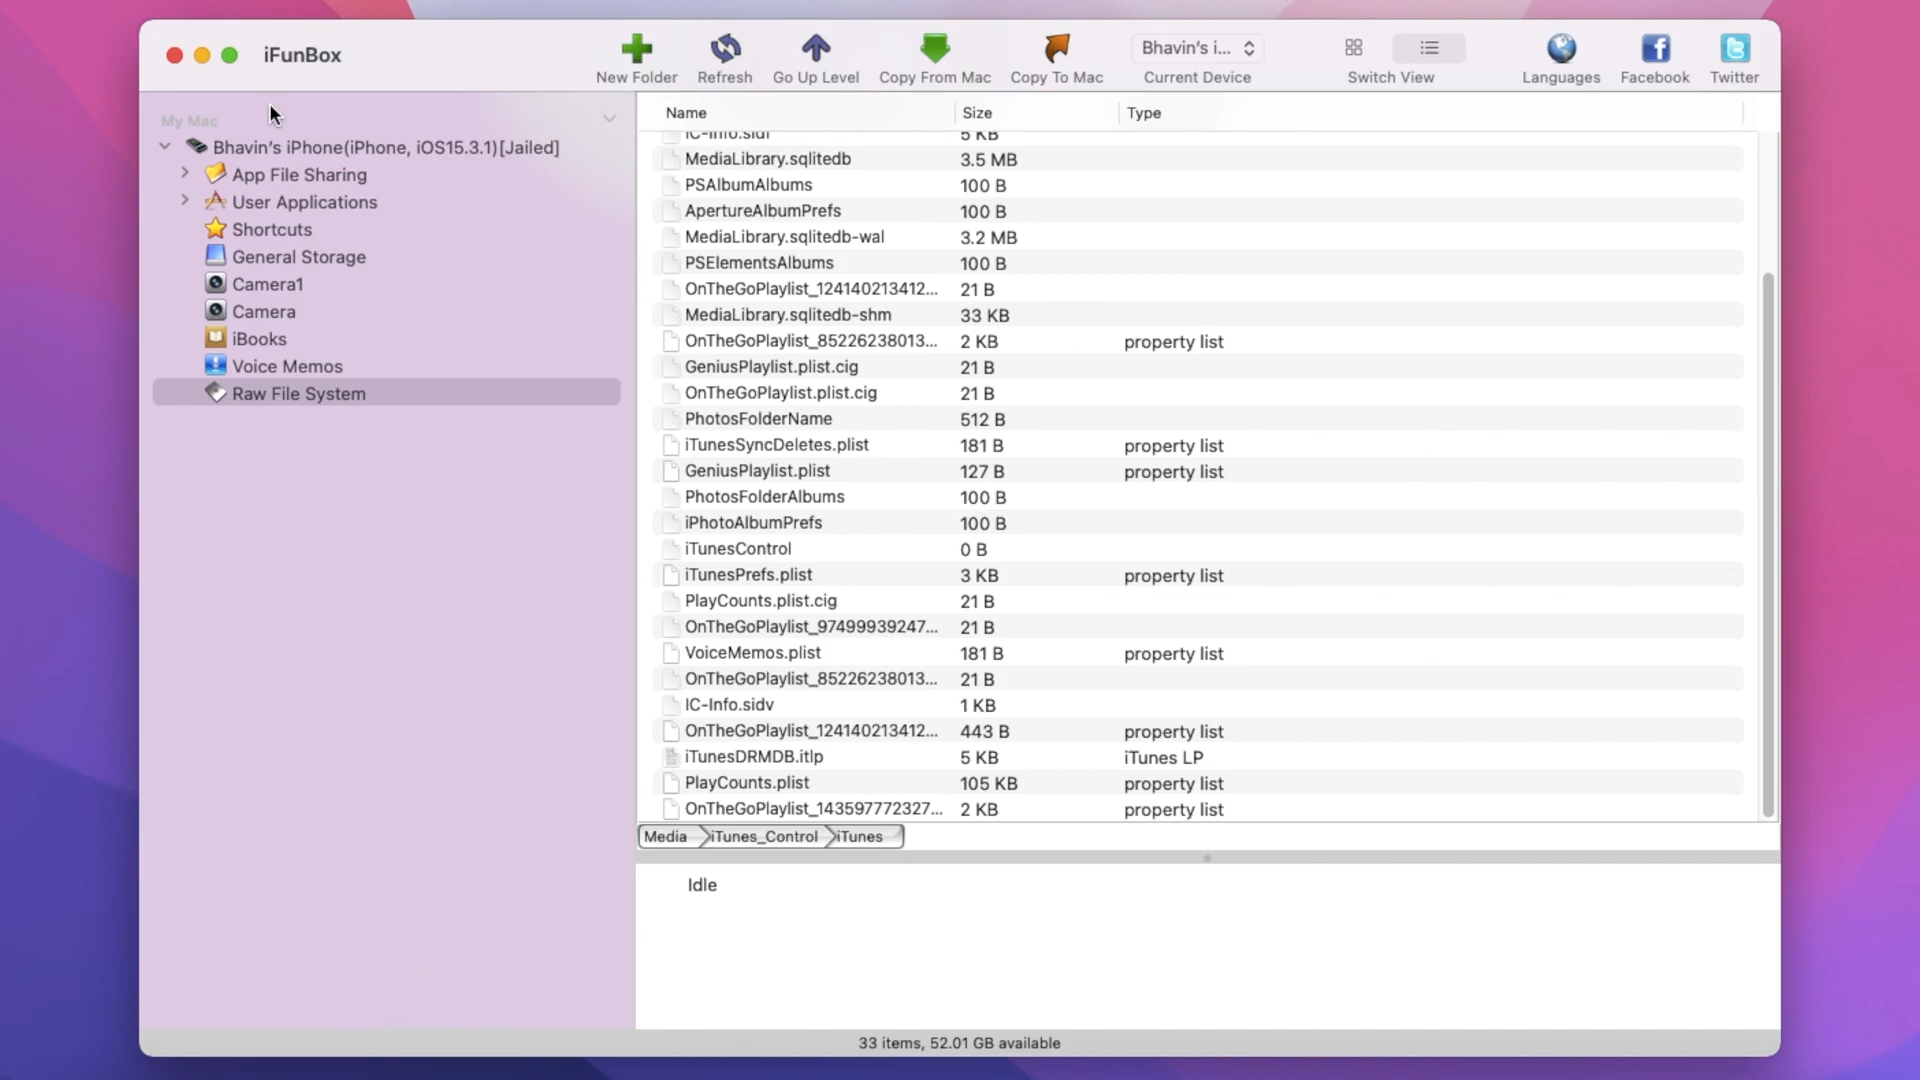 iFunBox
New Folder
Refresh
Go Up Level
Copy From Mac
Copy To Mac
Bhavin's i...
Current Device
Switch View
Languages
Facebook
Twitter
My Mac
Bhavin's iPhone(iPhone, iOS15.3.1)[Jailed]
App File Sharing
User Applications
Shortcuts
General Storage
Camera1
Camera
iBooks
Voice Memos
Raw File System
Name Size Type
IC-Info.sidf 5 KB
MediaLibrary.sqlitedb 3.5 MB
PSAlbumAlbums 100 B
ApertureAlbumPrefs 100 B
MediaLibrary.sqlitedb-wal 3.2 MB
PSElementsAlbums 100 B
OnTheGoPlaylist_124140213412... 21 B
MediaLibrary.sqlitedb-shm 33 KB
OnTheGoPlaylist_85226238013... 2 KB property list
GeniusPlaylist.plist.cig 21 B
OnTheGoPlaylist.plist.cig 21 B
PhotosFolderName 512 B
iTunesSyncDeletes.plist 181 B property list
GeniusPlaylist.plist 127 B property list
PhotosFolderAlbums 100 B
iPhotoAlbumPrefs 100 B
iTunesControl 0 B
iTunesPrefs.plist 3 KB property list
PlayCounts.plist.cig 21 B
OnTheGoPlaylist_97499939247... 21 B
VoiceMemos.plist 181 B property list
OnTheGoPlaylist_85226238013... 21 B
IC-Info.sidv 1 KB
OnTheGoPlaylist_124140213412... 443 B property list
iTunesDRMDB.itlp 5 KB iTunes LP
PlayCounts.plist 105 KB property list
OnTheGoPlaylist_143597772327... 2 KB property list
Media iTunes_Control iTunes
Idle
33 items, 52.01 GB available